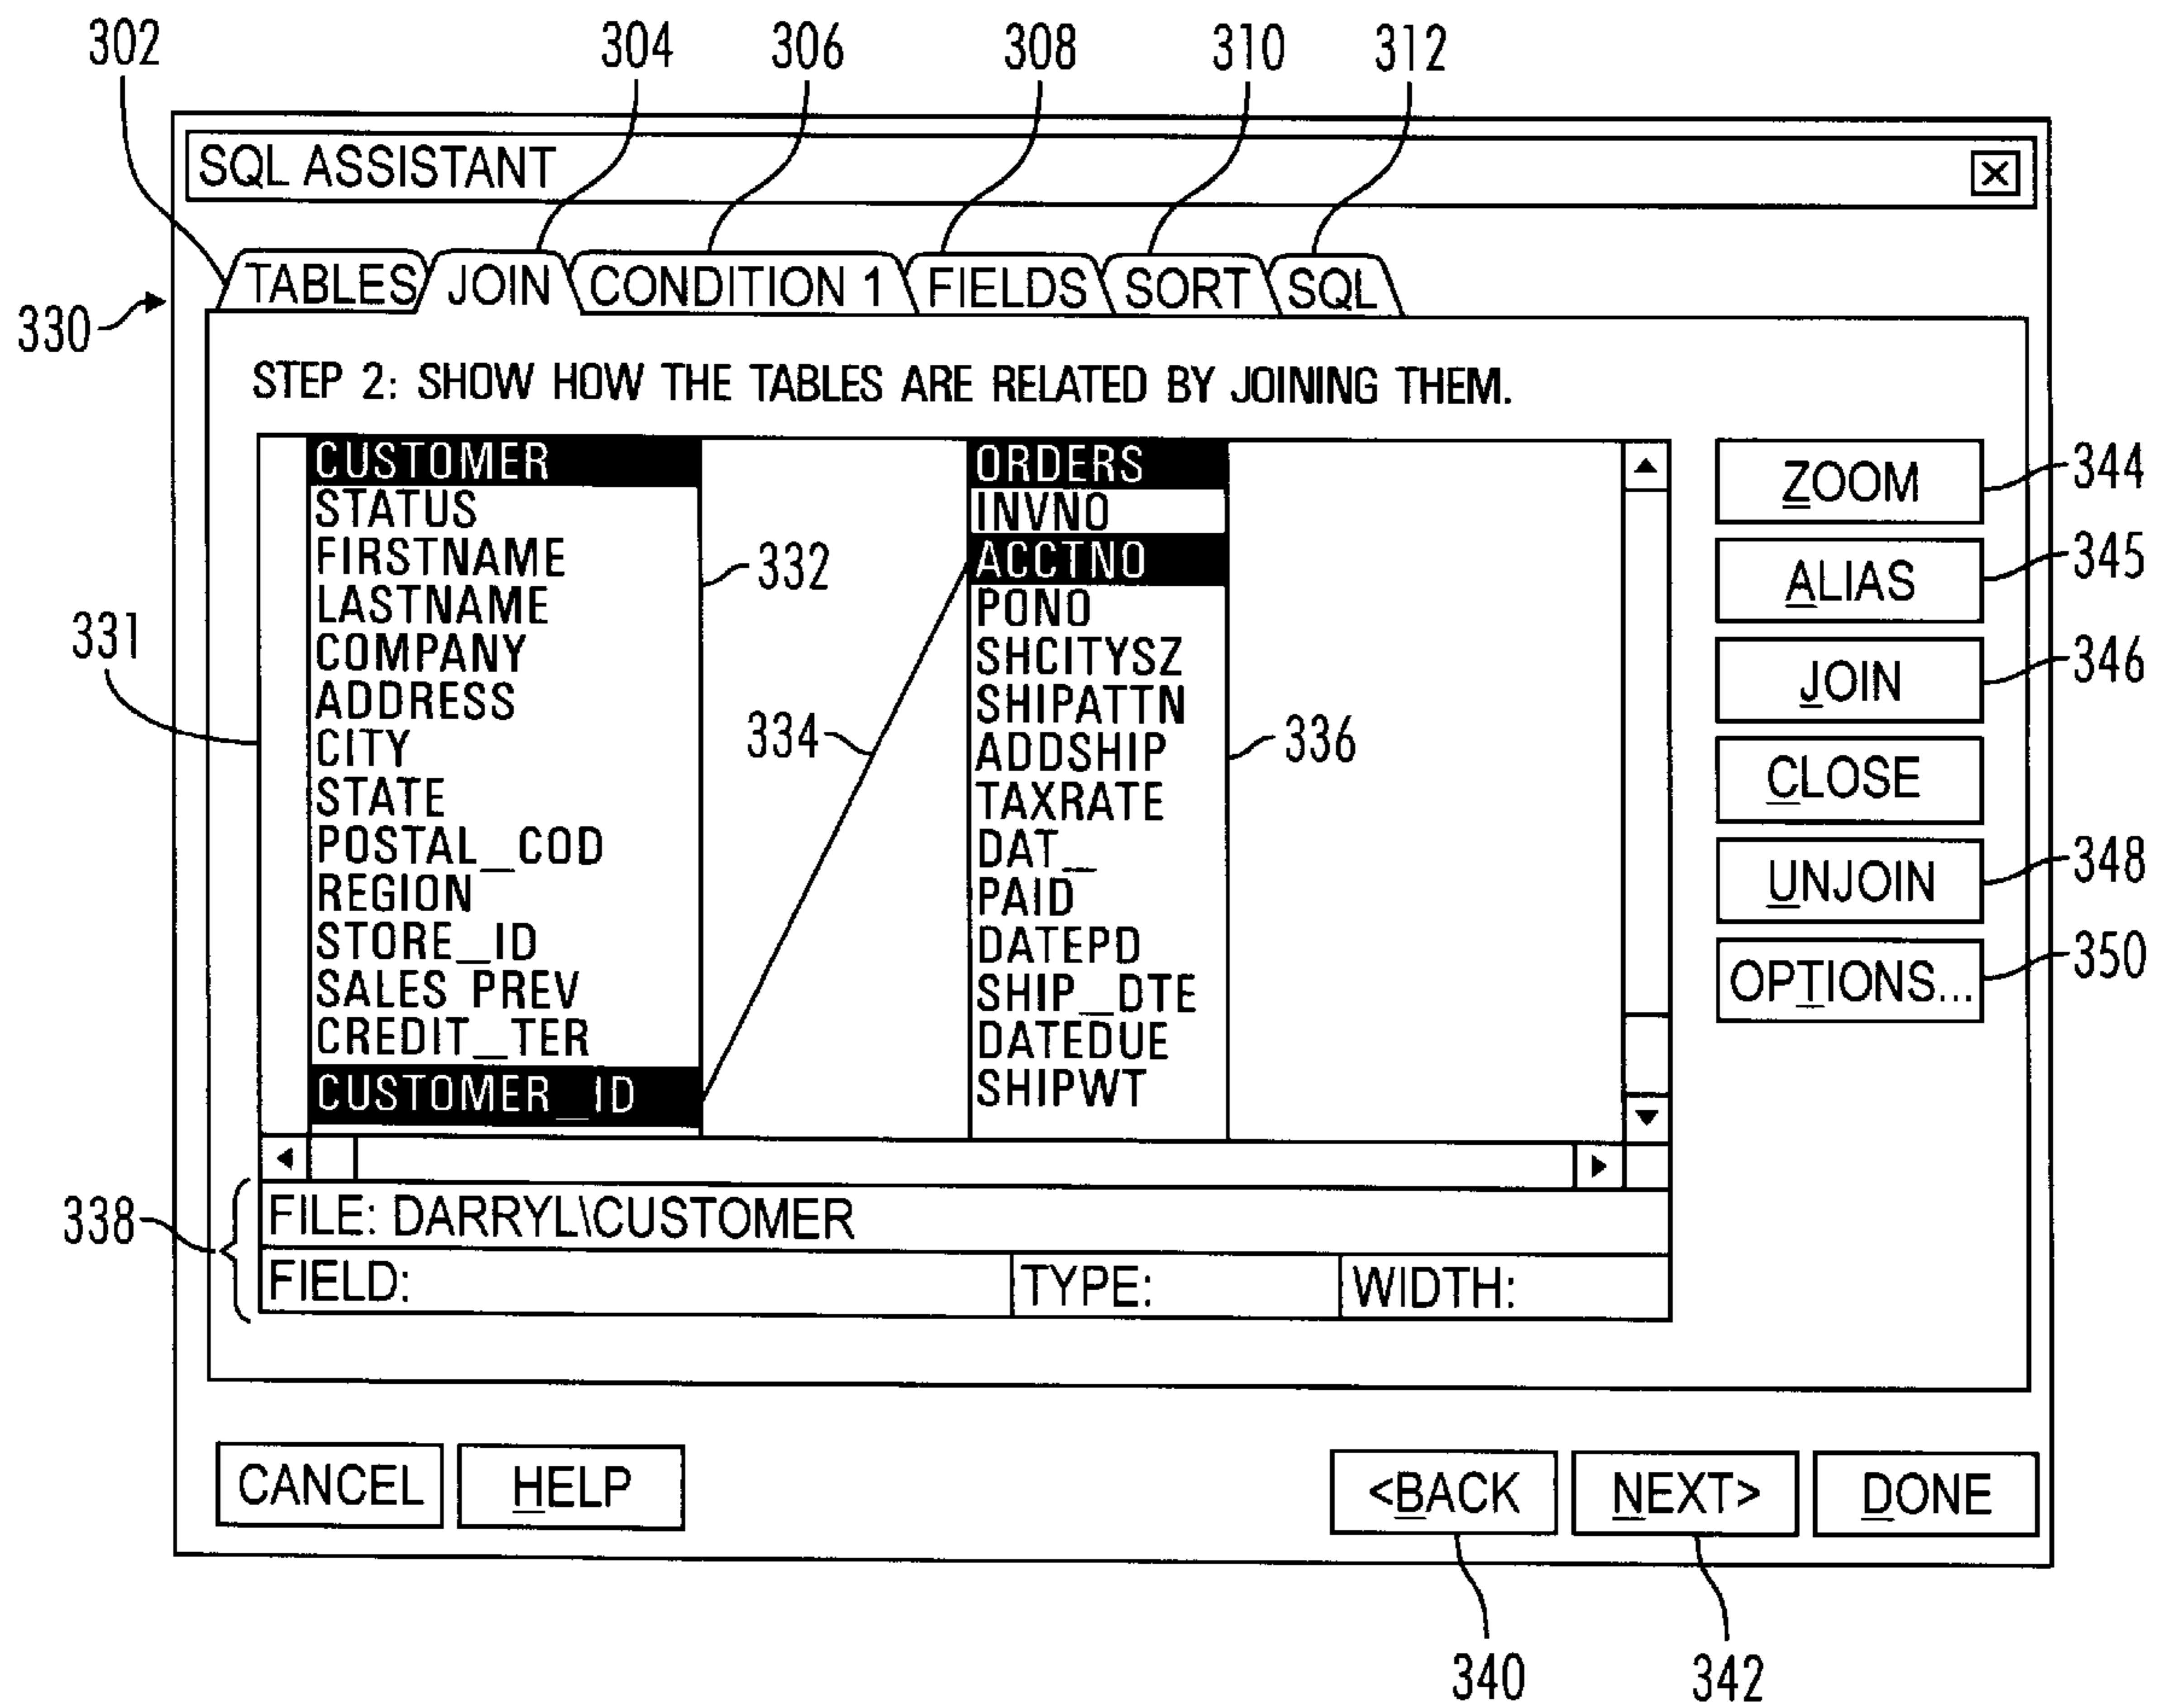 302 304 306 308 310 312
SQL ASSISTANT
TABLES JOIN CONDITION 1 FIELDS SORT SQL
330
STEP 2: SHOW HOW THE TABLES ARE RELATED BY JOINING THEM.
CUSTOMER
STATUS
FIRSTNAME
LASTNAME
COMPANY
ADDRESS
CITY
STATE
POSTAL_COD
REGION
STORE_ID
SALES PREV
CREDIT_TER
CUSTOMER_ID
331
332
334
ORDERS
INVNO
ACCTNO
PONO
SHCITYSZ
SHIPATTN
ADDSHIP
TAXRATE
DAT_
PAID
DATEPD
SHIP_DTE
DATEDUE
SHIPWT
336
ZOOM 344
ALIAS 345
JOIN 346
CLOSE
UNJOIN 348
OPTIONS... 350
338
FILE: DARRYL\CUSTOMER
FIELD: TYPE: WIDTH:
CANCEL HELP <BACK NEXT> DONE
340 342